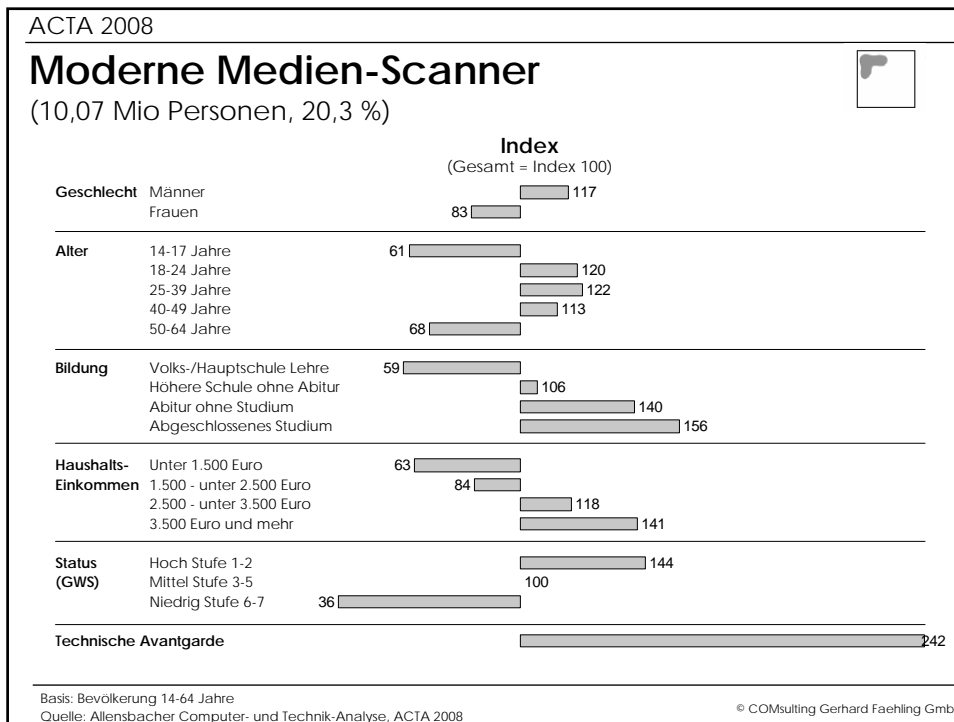 ACTA 2008
Moderne Medien-Scanner
(10,07 Mio Personen, 20,3 %)
Index
(Gesamt = Index 100)
Geschlecht Männer 117
Frauen 83
Alter 14-17 Jahre 61
18-24 Jahre 120
25-39 Jahre 122
40-49 Jahre 113
50-64 Jahre 68
Bildung Volks-/Hauptschule Lehre 59
Höhere Schule ohne Abitur 106
Abitur ohne Studium 140
Abgeschlossenes Studium 156
Haushalts- Unter 1.500 Euro 63
Einkommen 1.500 - unter 2.500 Euro 84
2.500 - unter 3.500 Euro 118
3.500 Euro und mehr 141
Status Hoch Stufe 1-2 144
(GWS) Mittel Stufe 3-5 100
Niedrig Stufe 6-7 36
Technische Avantgarde 242
Basis: Bevölkerung 14-64 Jahre
Quelle: Allensbacher Computer- und Technik-Analyse, ACTA 2008
© COMsulting Gerhard Faehling Gmb